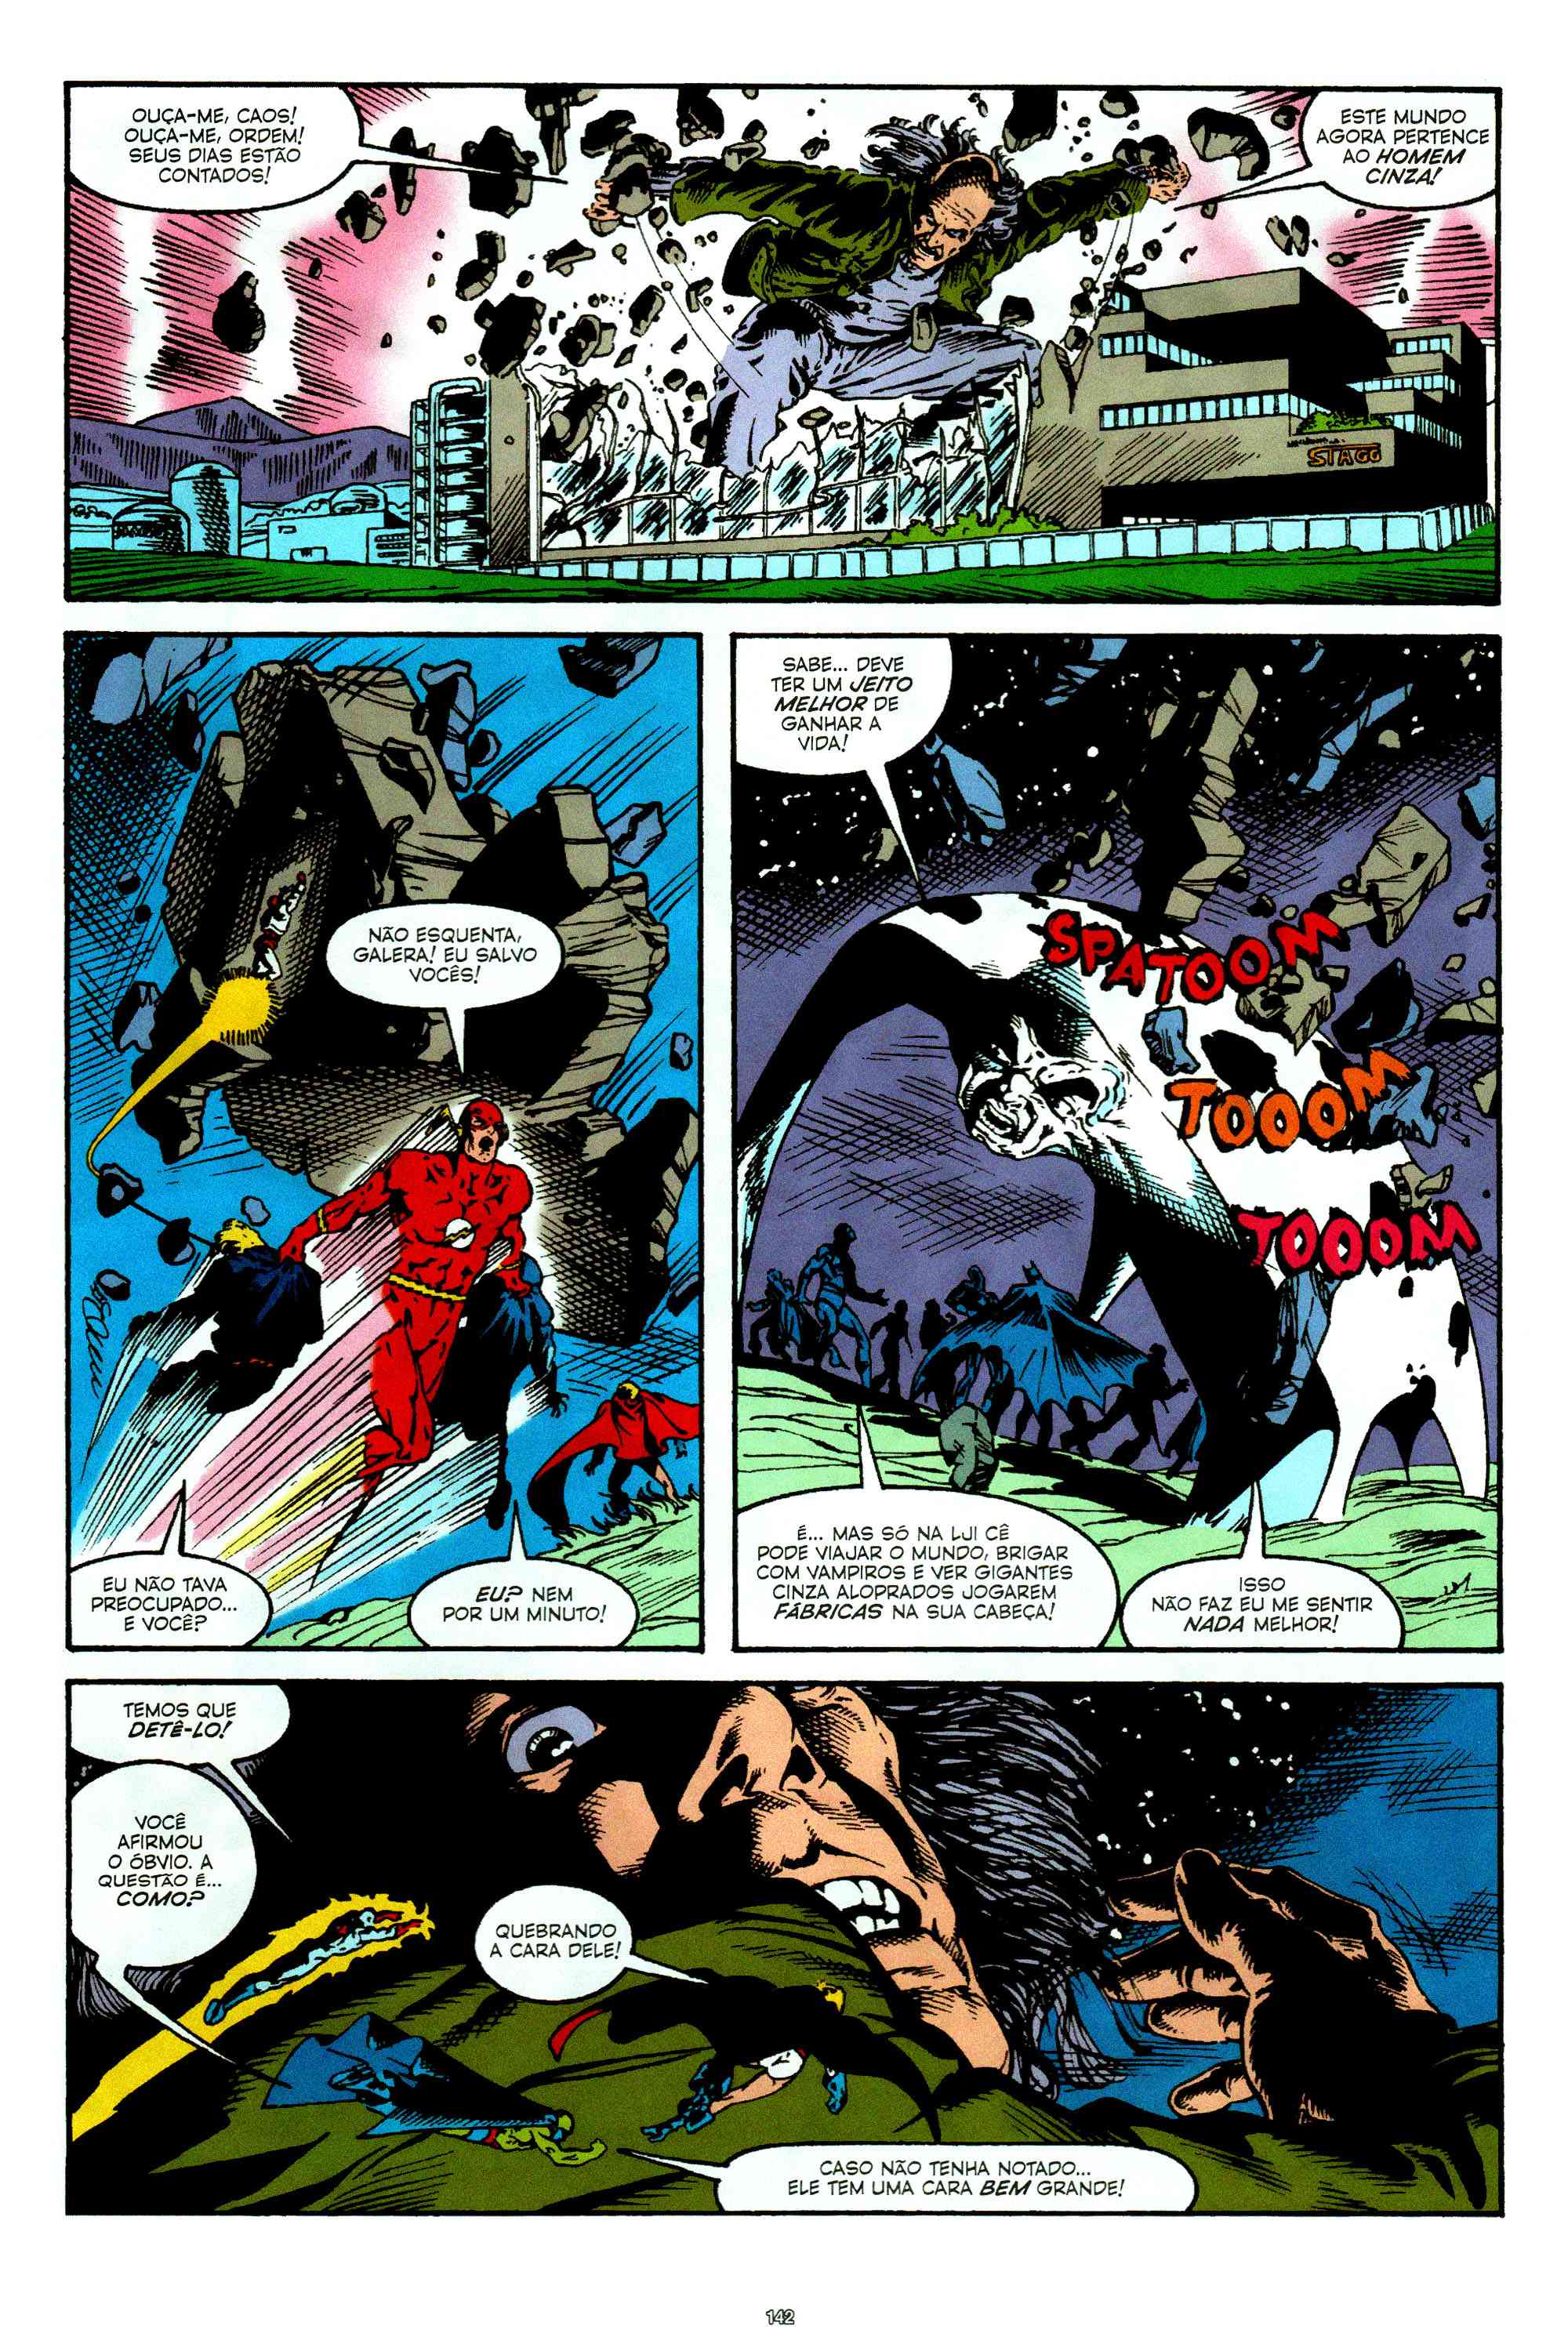 OUÇA-ME, CAOS!
OUÇA-ME, ORDEM!
SEUS DIAS ESTÃO
CONTADOS!
ESTE MUNDO
AGORA PERTENCE
AO HOMEM
CINZA!
STAGG
NÃO ESQUENTA,
GALERA! EU SALVO
VOCÊS!
EU NÃO TAVA
PREOCUPADO...
E VOCÊ?
EU? NEM
POR UM MINUTO!
SABE... DEVE
TER UM JEITO
MELHOR DE
GANHAR A
VIDA!
SPATOOM
TOOOM
TOOOM
É... MAS SÓ NA LJI CÊ
PODE VIAJAR O MUNDO, BRIGAR
COM VAMPIROS E VER GIGANTES
CINZA ALOPRADOS JOGAREM
FÁBRICAS NA SUA CABEÇA!
ISSO
NÃO FAZ EU ME SENTIR
NADA MELHOR!
TEMOS QUE
DETÊ-LO!
VOCÊ
AFIRMOU
O ÓBVIO. A
QUESTÃO É...
COMO?
QUEBRANDO
A CARA DELE!
CASO NÃO TENHA NOTADO...
ELE TEM UMA CARA BEM GRANDE!
142